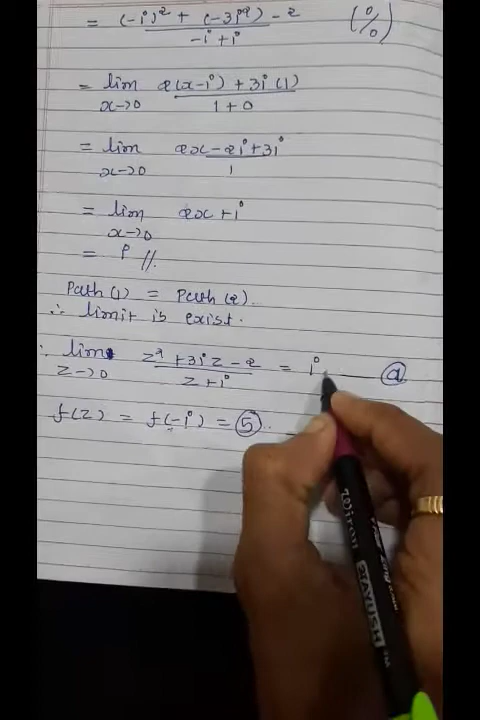 = (-i)² + (-3i²) - 2 / -i + i (0/0)
= lim x→0 2(x-i) + 3i(1) / 1+0
= lim x→0 2x - 2i + 3i / 1
= lim x→0 2x + i
= i //.
Path (1) = Path (2).
∴ limit is exist.
∴ lim z→0 z² + 3iz - 2 / z + i = i — (a)
f(z) = f(-i) = 5.
AYUSH